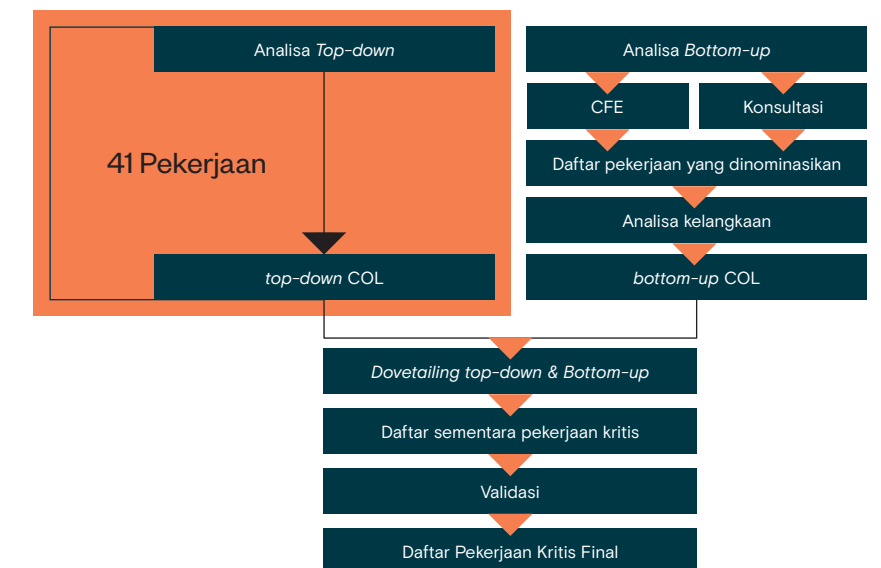 Analisa Top-down
41 Pekerjaan
top-down COL
Analisa Bottom-up
CFE
Konsultasi
Daftar pekerjaan yang dinominasikan
Analisa kelangkaan
bottom-up COL
Dovetailing top-down & Bottom-up
Daftar sementara pekerjaan kritis
Validasi
Daftar Pekerjaan Kritis Final